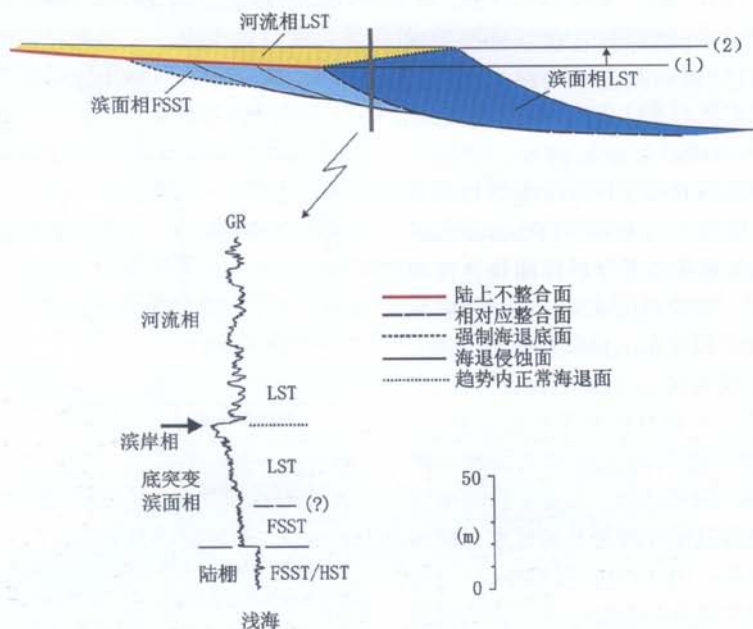 河流相LST
(2)
(1)
滨面相LST
滨面相FSST
GR
河流相
LST
滨岸相
LST
底突变
滨面相
(?)
FSST
陆棚
FSST/HST
浅海
陆上不整合面
相对应整合面
强制海退底面
海退侵蚀面
趋势内正常海退面
50
(m)
0